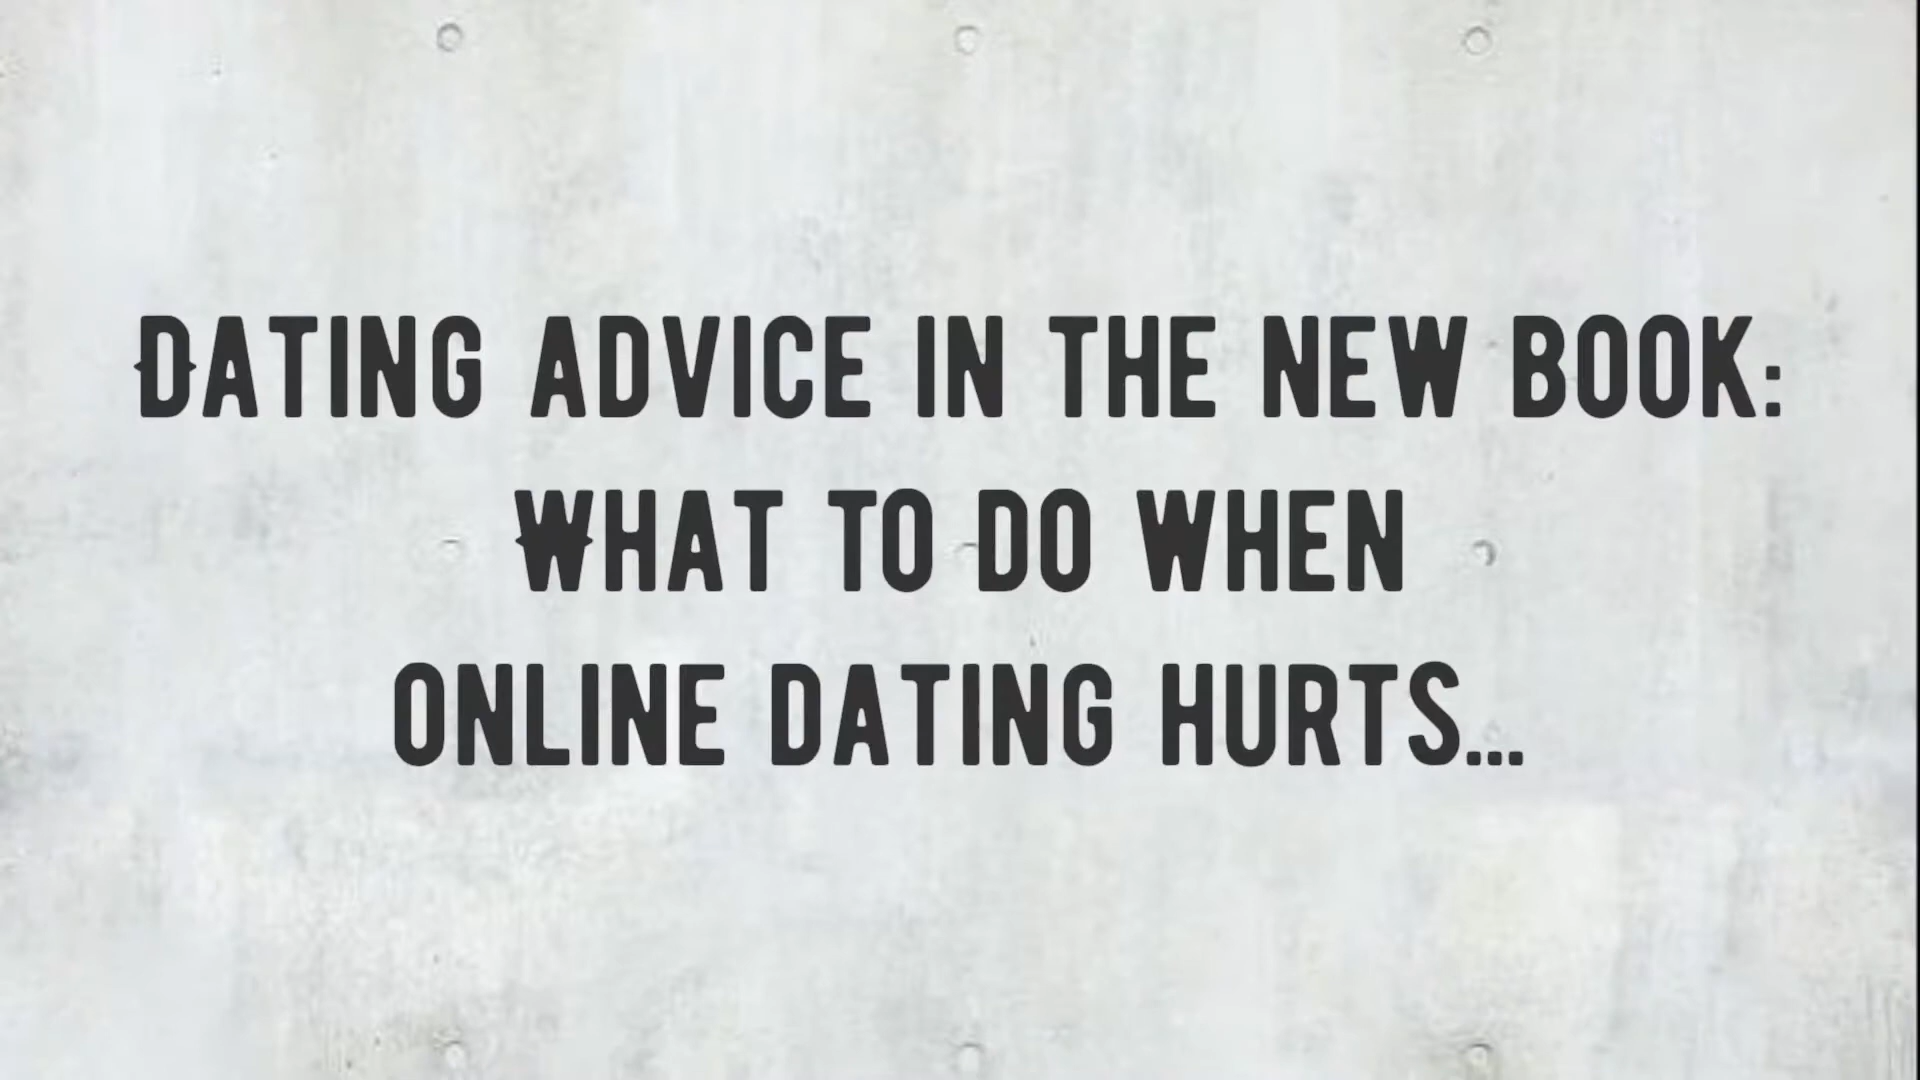 DATING ADVICE IN THE NEW BOOK:
WHAT TO DO WHEN
ONLINE DATING HURTS...